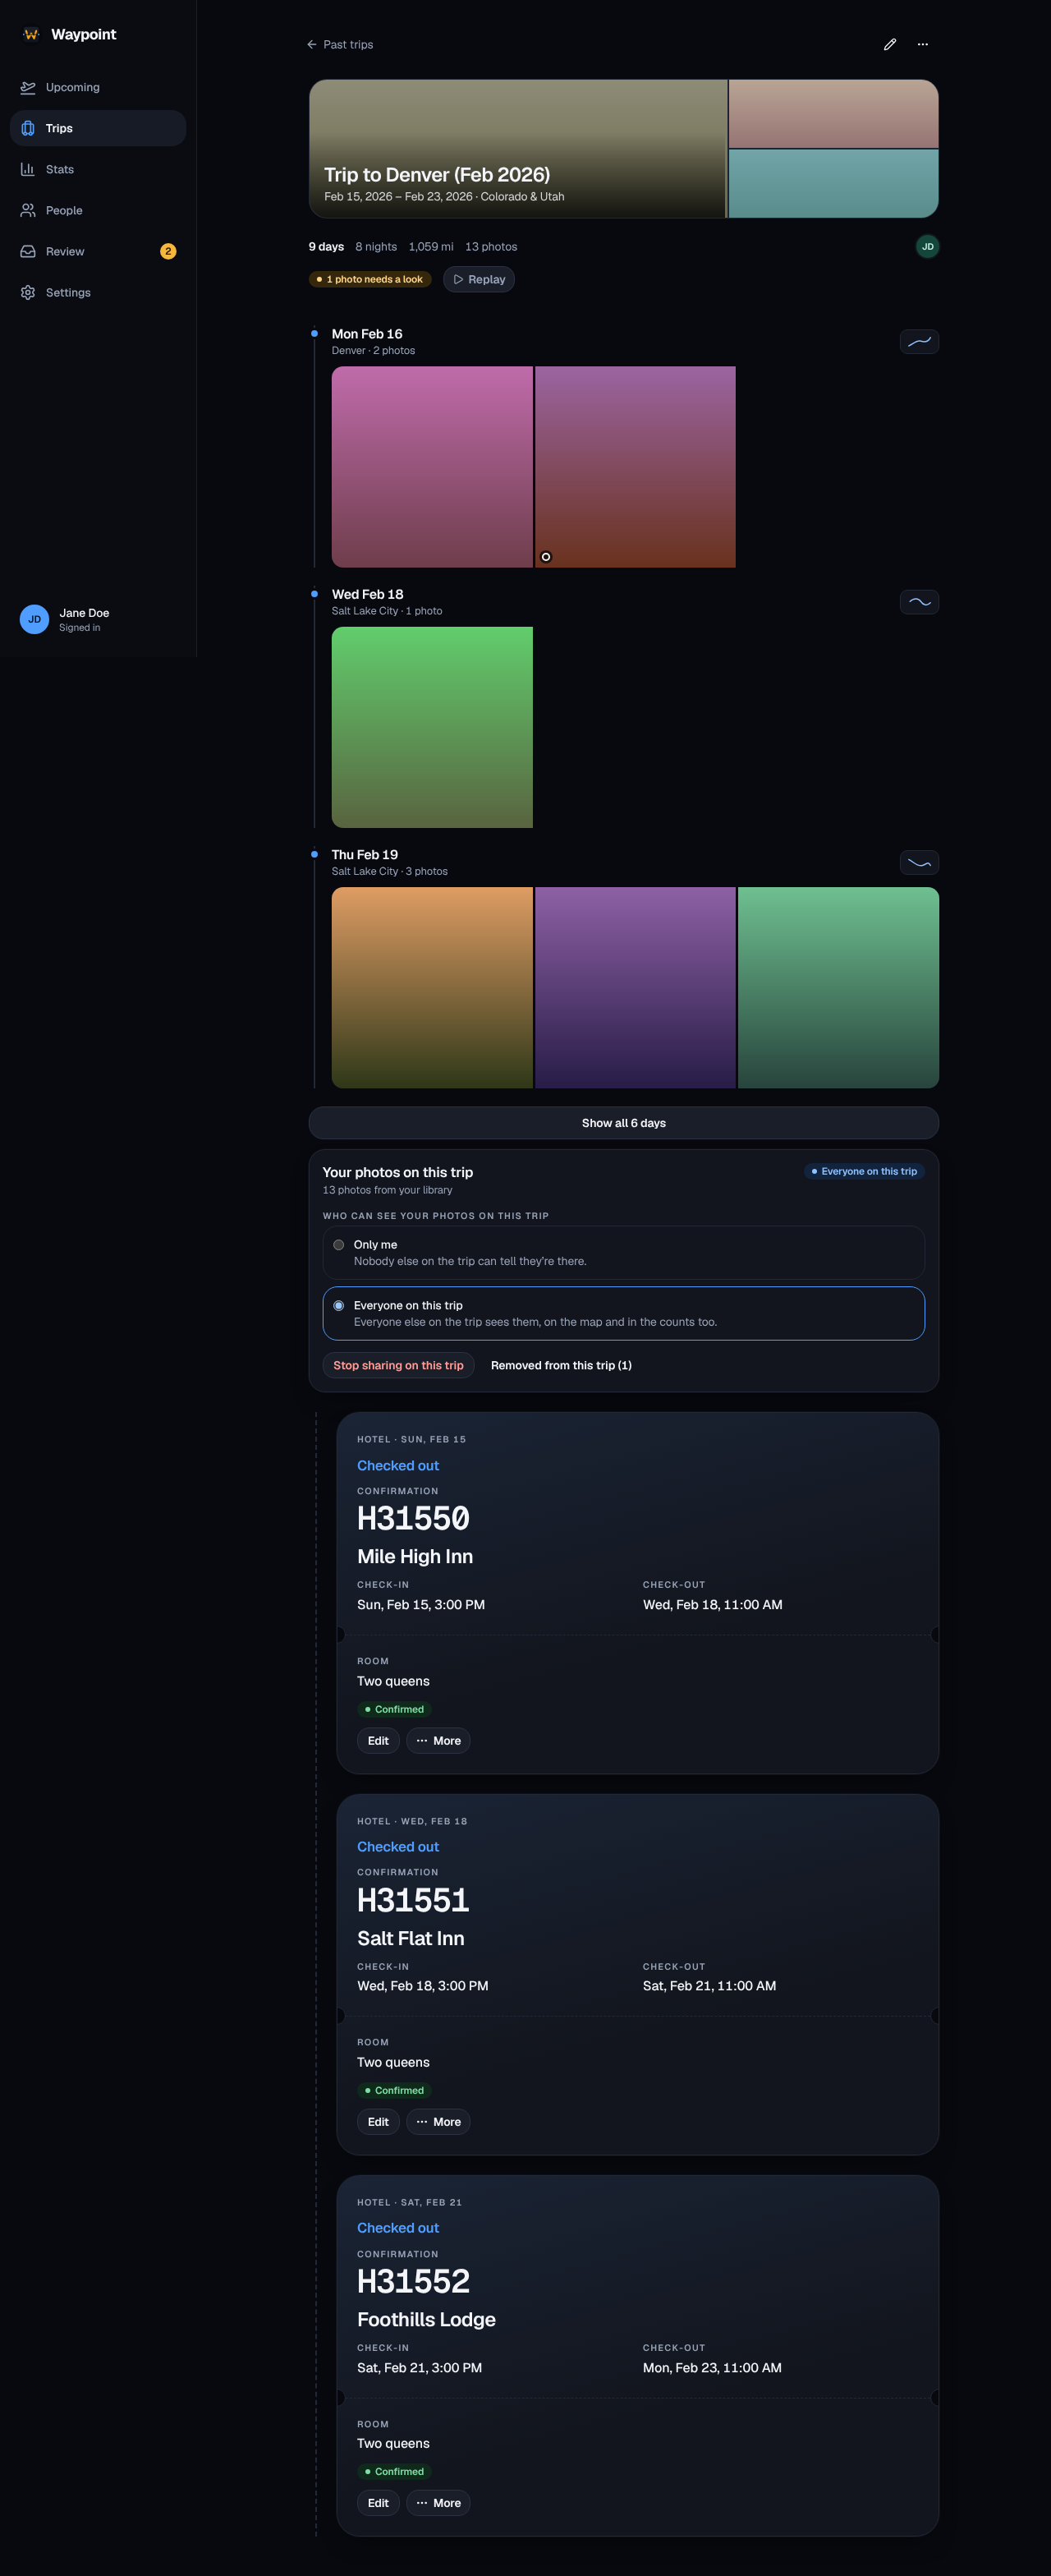 Waypoint
Upcoming
Trips
Stats
People
Review 2
Settings
JD
Jane Doe
Signed in
Past trips
Trip to Denver (Feb 2026)
Feb 15, 2026 – Feb 23, 2026 · Colorado & Utah
9 days 8 nights 1,059 mi 13 photos
JD
1 photo needs a look
Replay
Mon Feb 16
Denver · 2 photos
Wed Feb 18
Salt Lake City · 1 photo
Thu Feb 19
Salt Lake City · 3 photos
Show all 6 days
Your photos on this trip
Everyone on this trip
13 photos from your library
WHO CAN SEE YOUR PHOTOS ON THIS TRIP
Only me
Nobody else on the trip can tell they're there.
Everyone on this trip
Everyone else on the trip sees them, on the map and in the counts too.
Stop sharing on this trip
Removed from this trip (1)
HOTEL · SUN, FEB 15
Checked out
CONFIRMATION
H31550
Mile High Inn
CHECK-IN CHECK-OUT
Sun, Feb 15, 3:00 PM Wed, Feb 18, 11:00 AM
ROOM
Two queens
Confirmed
Edit ··· More
HOTEL · WED, FEB 18
Checked out
CONFIRMATION
H31551
Salt Flat Inn
CHECK-IN CHECK-OUT
Wed, Feb 18, 3:00 PM Sat, Feb 21, 11:00 AM
ROOM
Two queens
Confirmed
Edit ··· More
HOTEL · SAT, FEB 21
Checked out
CONFIRMATION
H31552
Foothills Lodge
CHECK-IN CHECK-OUT
Sat, Feb 21, 3:00 PM Mon, Feb 23, 11:00 AM
ROOM
Two queens
Confirmed
Edit ··· More